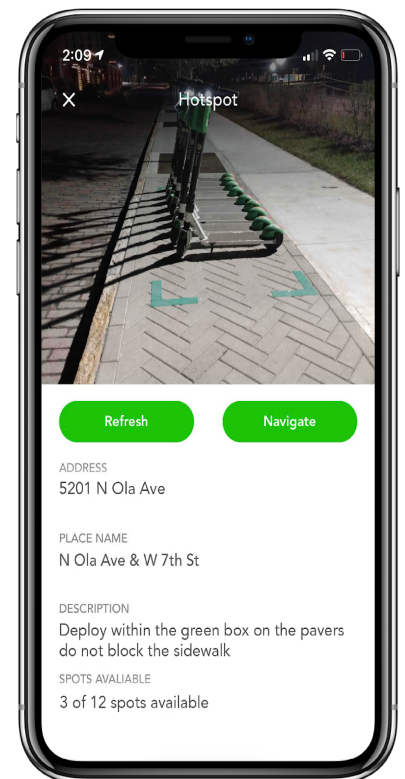 2:09
Hotspot
Refresh
Navigate
ADDRESS
5201 N Ola Ave
PLACE NAME
N Ola Ave & W 7th St
DESCRIPTION
Deploy within the green box on the pavers
do not block the sidewalk
SPOTS AVALIABLE
3 of 12 spots available